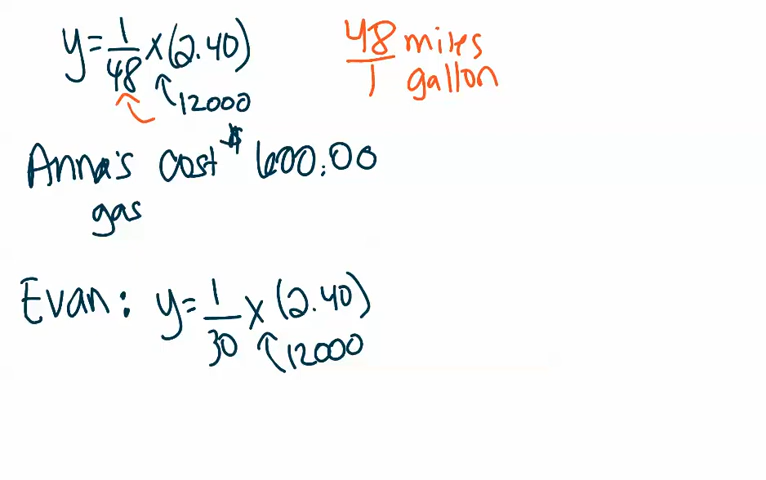 y = 1/48 x (2.40)
48 miles / 1 gallon
12000
Anna's cost $600.00
gas
Evan: y = 1/30 x (2.40)
12000